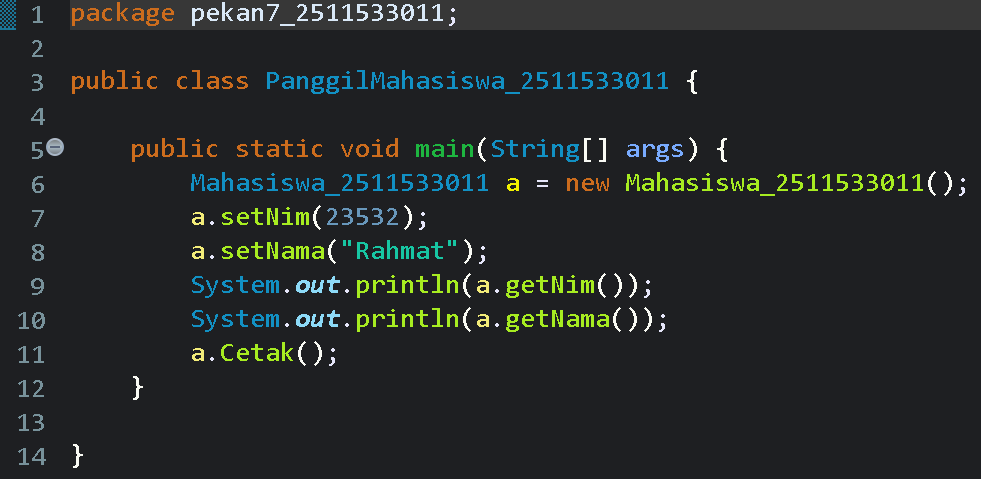 1 package pekan7_2511533011;
2
3 public class PanggilMahasiswa_2511533011 {
4
5 public static void main(String[] args) {
6 Mahasiswa_2511533011 a = new Mahasiswa_2511533011();
7 a.setNim(23532);
8 a.setNama("Rahmat");
9 System.out.println(a.getNim());
10 System.out.println(a.getNama());
11 a.Cetak();
12 }
13
14 }